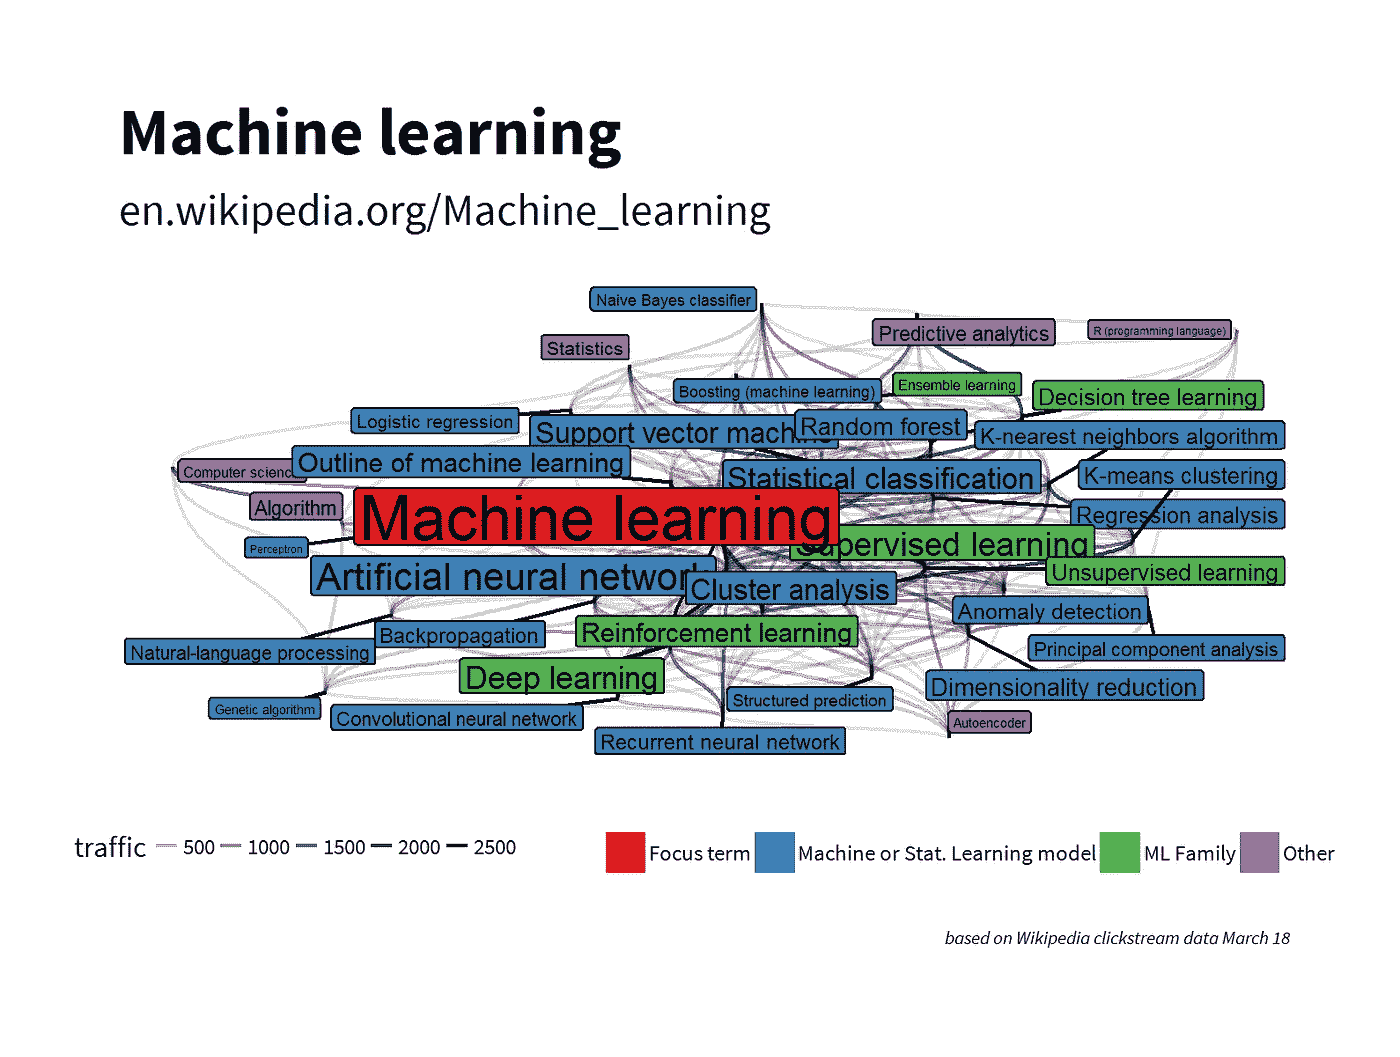 Machine learning
en.wikipedia.org/Machine_learning
Naive Bayes classifier
Predictive analytics
R (programming language)
Statistics
Ensemble learning
Boosting (machine learning)
Decision tree learning
Logistic regression
Support vector machine
Random forest
K-nearest neighbors algorithm
Computer science
Outline of machine learning
Statistical classification
K-means clustering
Algorithm
Machine learning
Regression analysis
Perceptron
Supervised learning
Artificial neural network
Cluster analysis
Unsupervised learning
Anomaly detection
Backpropagation
Reinforcement learning
Natural-language processing
Principal component analysis
Deep learning
Dimensionality reduction
Genetic algorithm
Convolutional neural network
Structured prediction
Autoencoder
Recurrent neural network
traffic 500 1000 1500 2000 2500
Focus term Machine or Stat. Learning model ML Family Other
based on Wikipedia clickstream data March 18